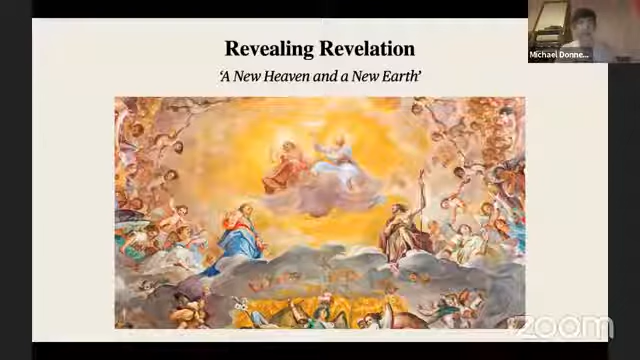 Revealing Revelation
‘A New Heaven and a New Earth’
Michael Donne...
zoom